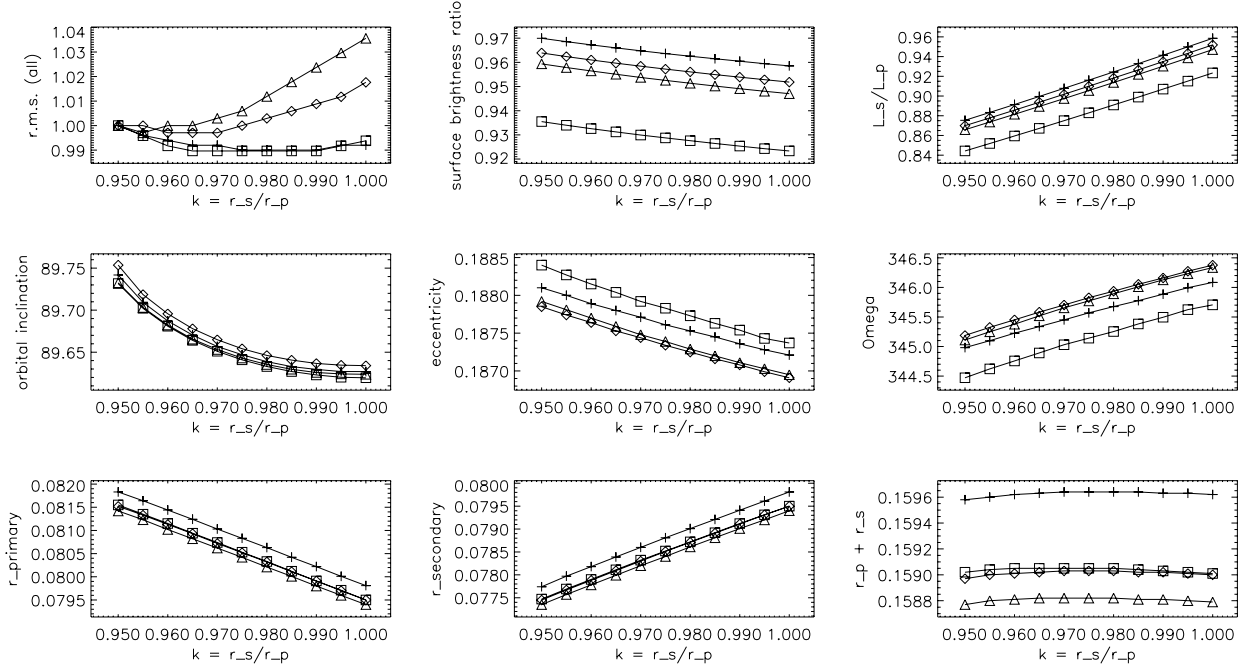 r.m.s. (all)
1.04
1.03
1.02
1.00
0.99
0.950 0.960 0.970 0.980 0.990 1.000
k = r_s/r_p
surface brightness ratio
0.97
0.96
0.95
0.94
0.93
0.92
0.950 0.960 0.970 0.980 0.990 1.000
k = r_s/r_p
L_s/L_p
0.96
0.94
0.92
0.90
0.88
0.86
0.84
0.950 0.960 0.970 0.980 0.990 1.000
k = r_s/r_p
orbital inclination
89.75
89.70
89.65
0.950 0.960 0.970 0.980 0.990 1.000
k = r_s/r_p
eccentricity
0.1885
0.1880
0.1875
0.1870
0.950 0.960 0.970 0.980 0.990 1.000
k = r_s/r_p
Omega
346.5
346.0
345.5
345.0
344.5
0.950 0.960 0.970 0.980 0.990 1.000
k = r_s/r_p
r_primary
0.0820
0.0815
0.0810
0.0805
0.0800
0.0795
0.950 0.960 0.970 0.980 0.990 1.000
k = r_s/r_p
r_secondary
0.0800
0.0795
0.0790
0.0785
0.0780
0.0775
0.950 0.960 0.970 0.980 0.990 1.000
k = r_s/r_p
r_p + r_s
0.1596
0.1594
0.1592
0.1590
0.1588
0.950 0.960 0.970 0.980 0.990 1.000
k = r_s/r_p